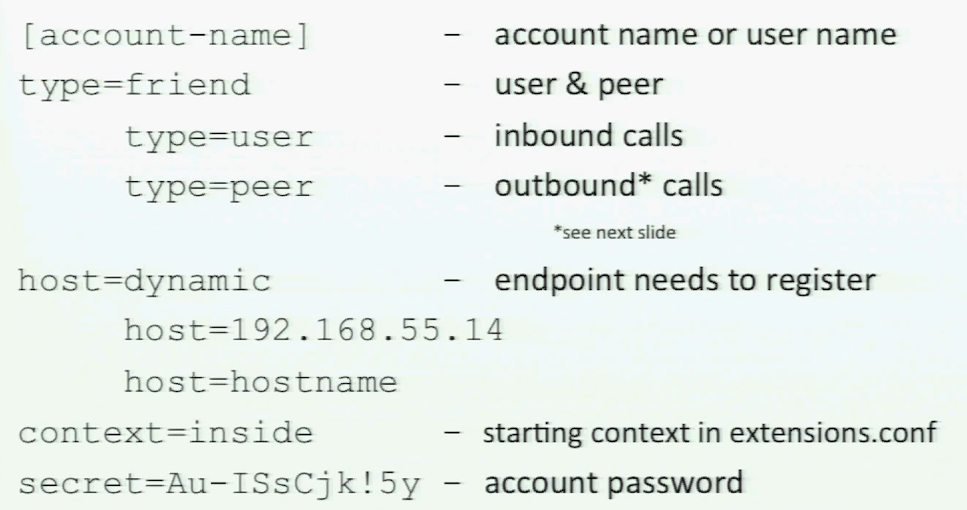 [account-name] – account name or user name
type=friend – user & peer
type=user – inbound calls
type=peer – outbound* calls
*see next slide
host=dynamic – endpoint needs to register
host=192.168.55.14
host=hostname
context=inside – starting context in extensions.conf
secret=Au-ISsCjk!5y – account password